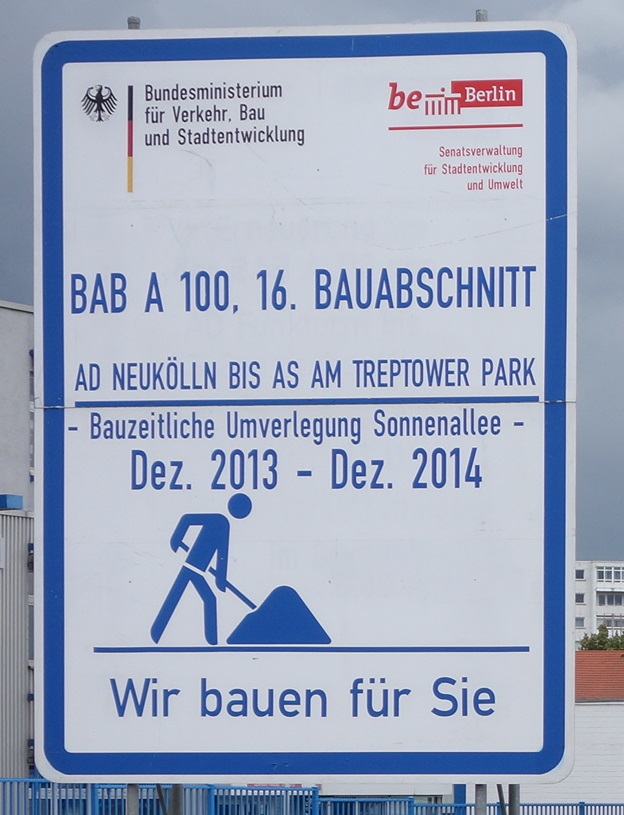 Bundesministerium
für Verkehr, Bau
und Stadtentwicklung
be Berlin
Senatsverwaltung
für Stadtentwicklung
und Umwelt
BAB A 100, 16. BAUABSCHNITT
AD NEUKÖLLN BIS AS AM TREPTOWER PARK
- Bauzeitliche Umverlegung Sonnenallee -
Dez. 2013 - Dez. 2014
Wir bauen für Sie